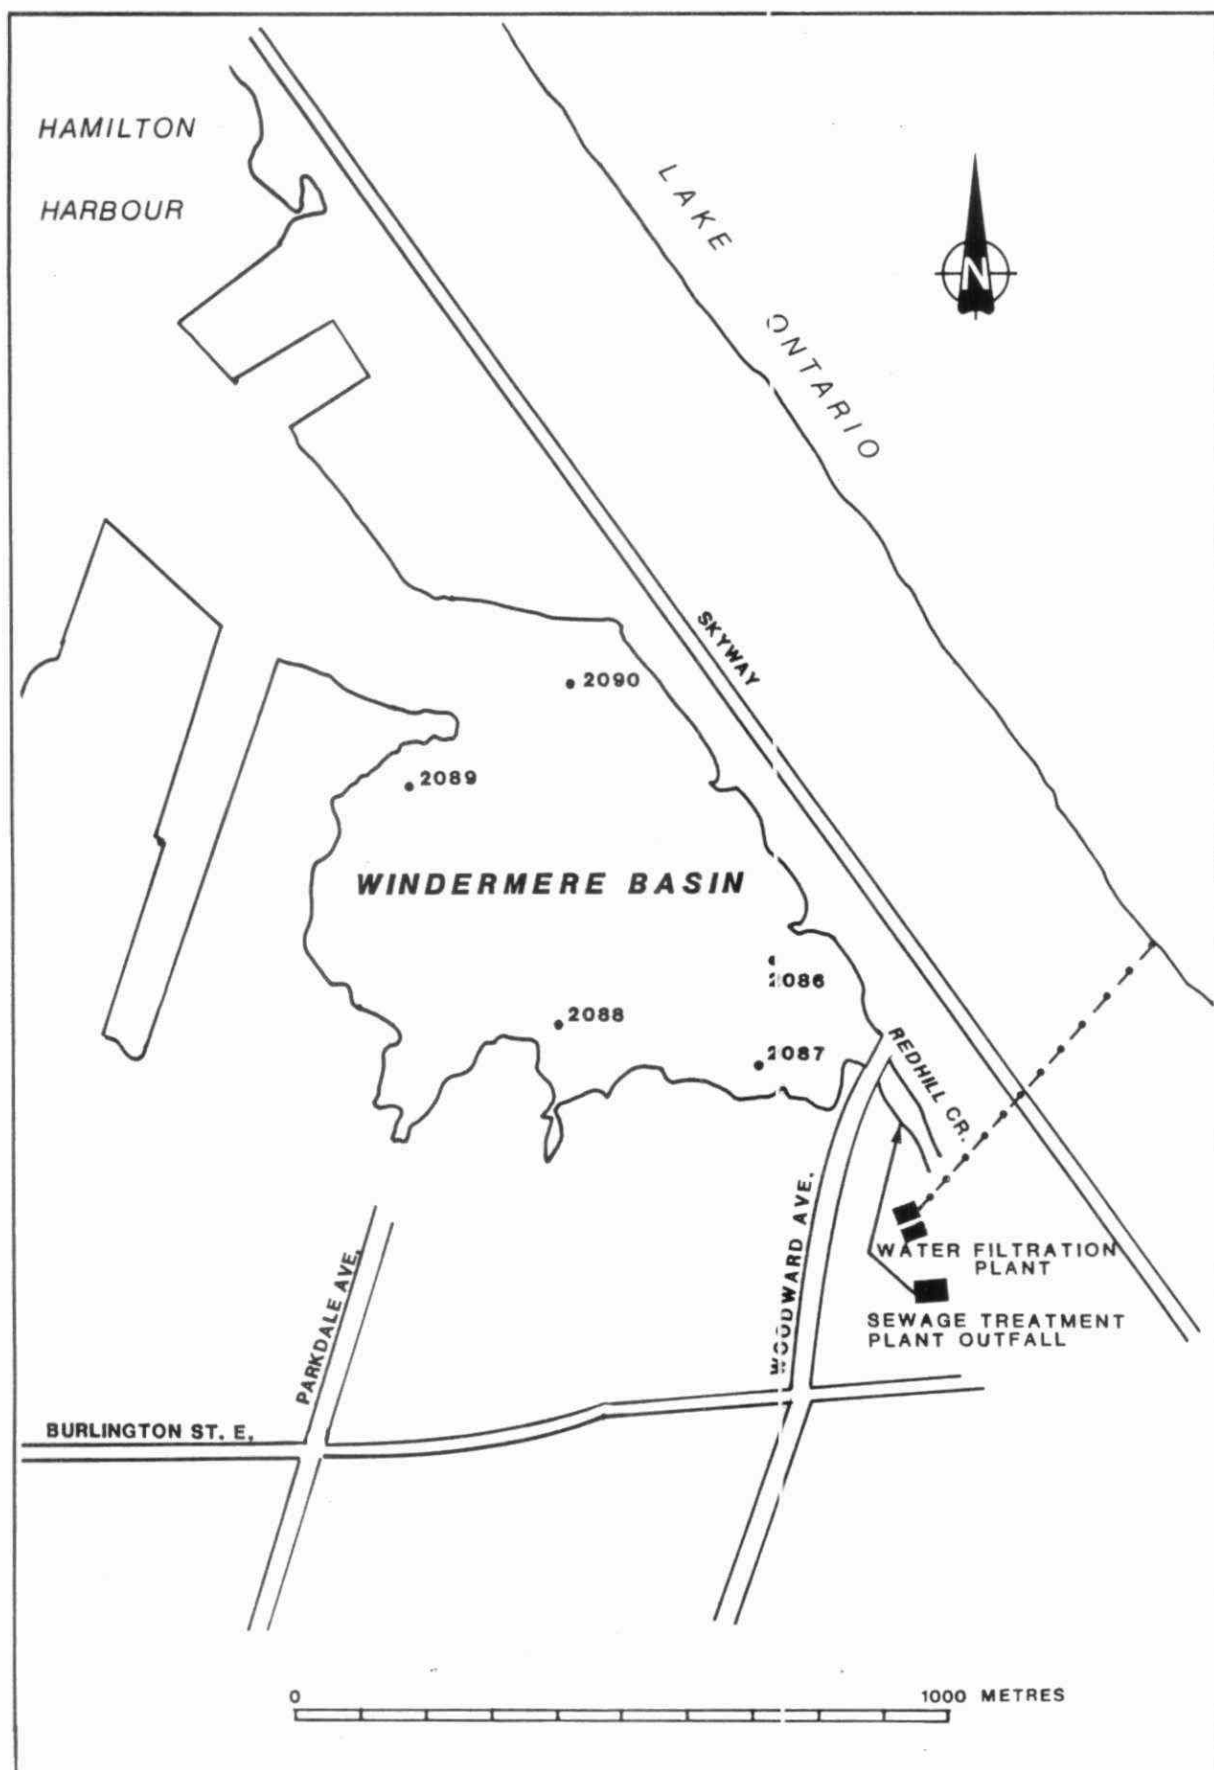 HAMILTON
HARBOUR
LAKE
ONTARIO
N
SKYWAY
2090
2089
WINDERMERE BASIN
2086
2088
2087
REDHILL CR.
WOODWARD AVE.
WATER FILTRATION
PLANT
SEWAGE TREATMENT
PLANT OUTFALL
PARKDALE AVE.
BURLINGTON ST. E.
0
1000 METRES